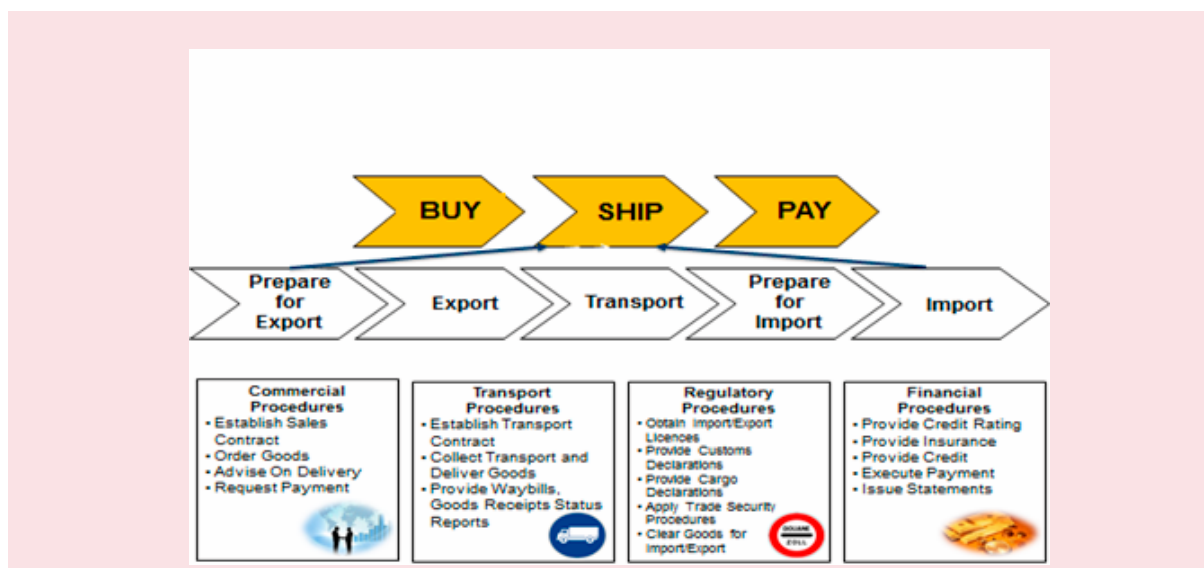 BUY
SHIP
PAY
Prepare
for
Export
Export
Transport
Prepare
for
Import
Import
Commercial
Procedures
• Establish Sales
Contract
• Order Goods
• Advise On Delivery
• Request Payment
Transport
Procedures
• Establish Transport
Contract
• Collect Transport and
Deliver Goods
• Provide Waybills,
Goods Receipts Status
Reports
Regulatory
Procedures
• Obtain Import/Export
Licences
• Provide Customs
Declarations
• Provide Cargo
Declarations
• Apply Trade Security
Procedures
• Clear Goods for
Import/Export
DOUANE
ZOLL
Financial
Procedures
• Provide Credit Rating
• Provide Insurance
• Provide Credit
• Execute Payment
• Issue Statements